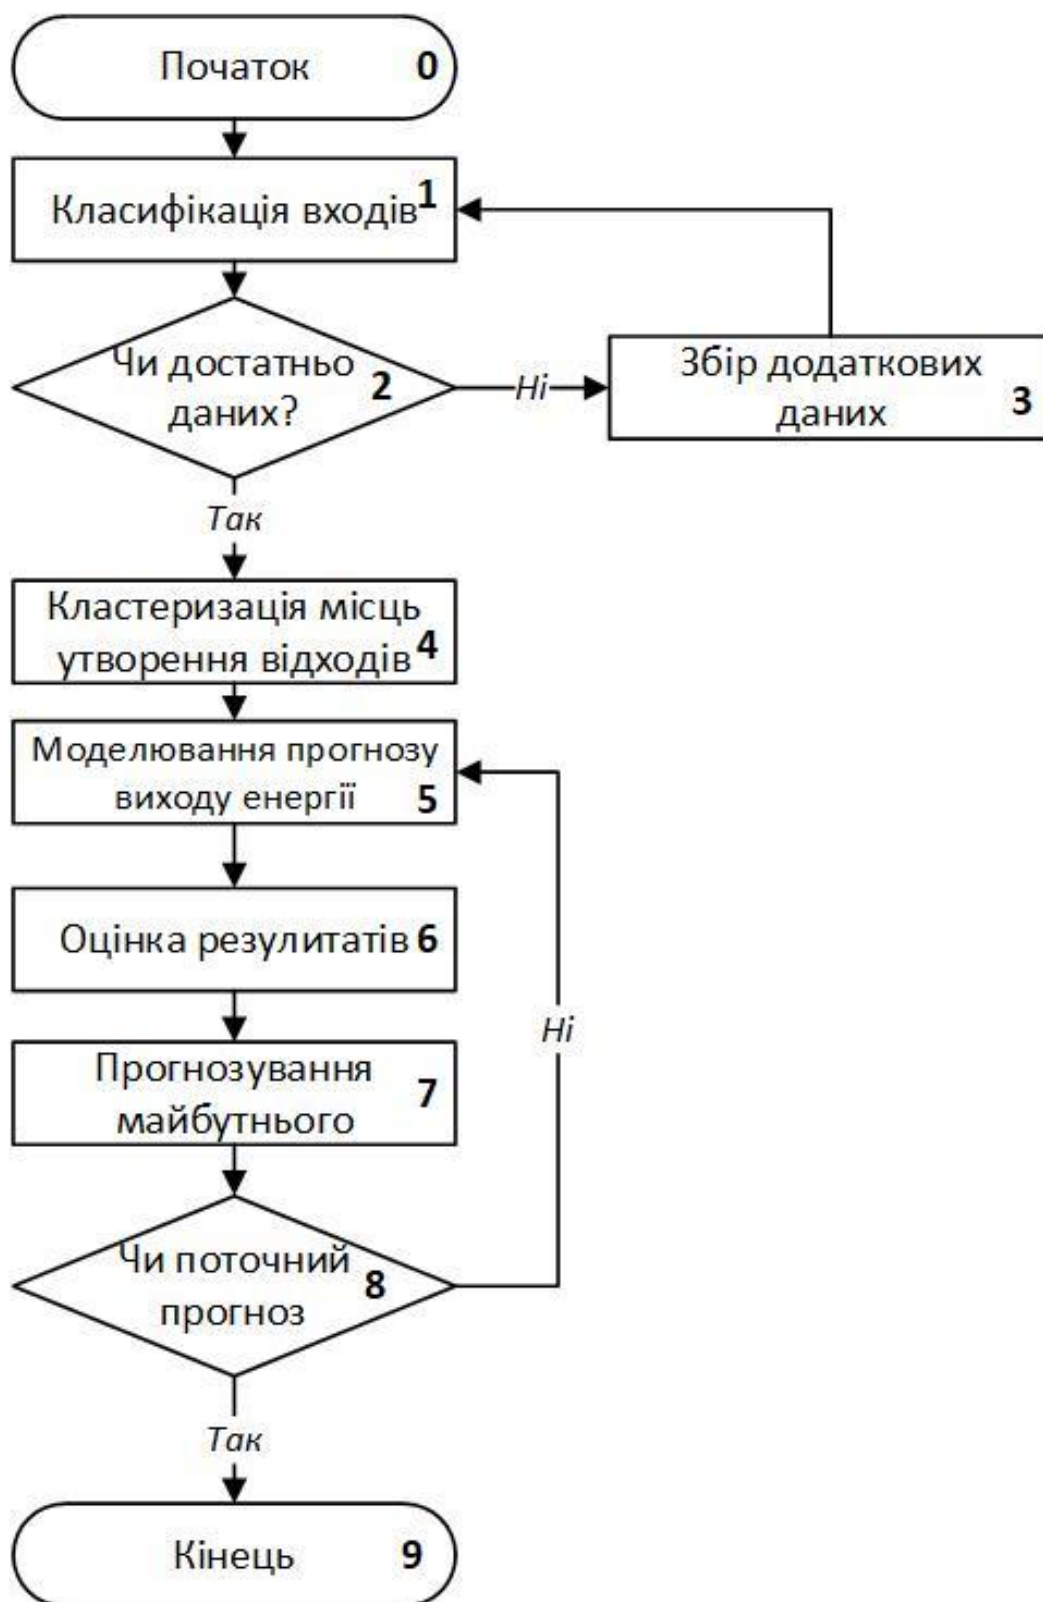 Початок 0
Класифікація входів 1
Чи достатньо
даних? 2
Ні
Збір додаткових
даних 3
Так
Кластеризація місць
утворення відходів 4
Моделювання прогнозу
виходу енергії 5
Оцінка резулитатів 6
Ні
Прогнозування
майбутнього 7
Чи поточний
прогноз 8
Так
Кінець 9